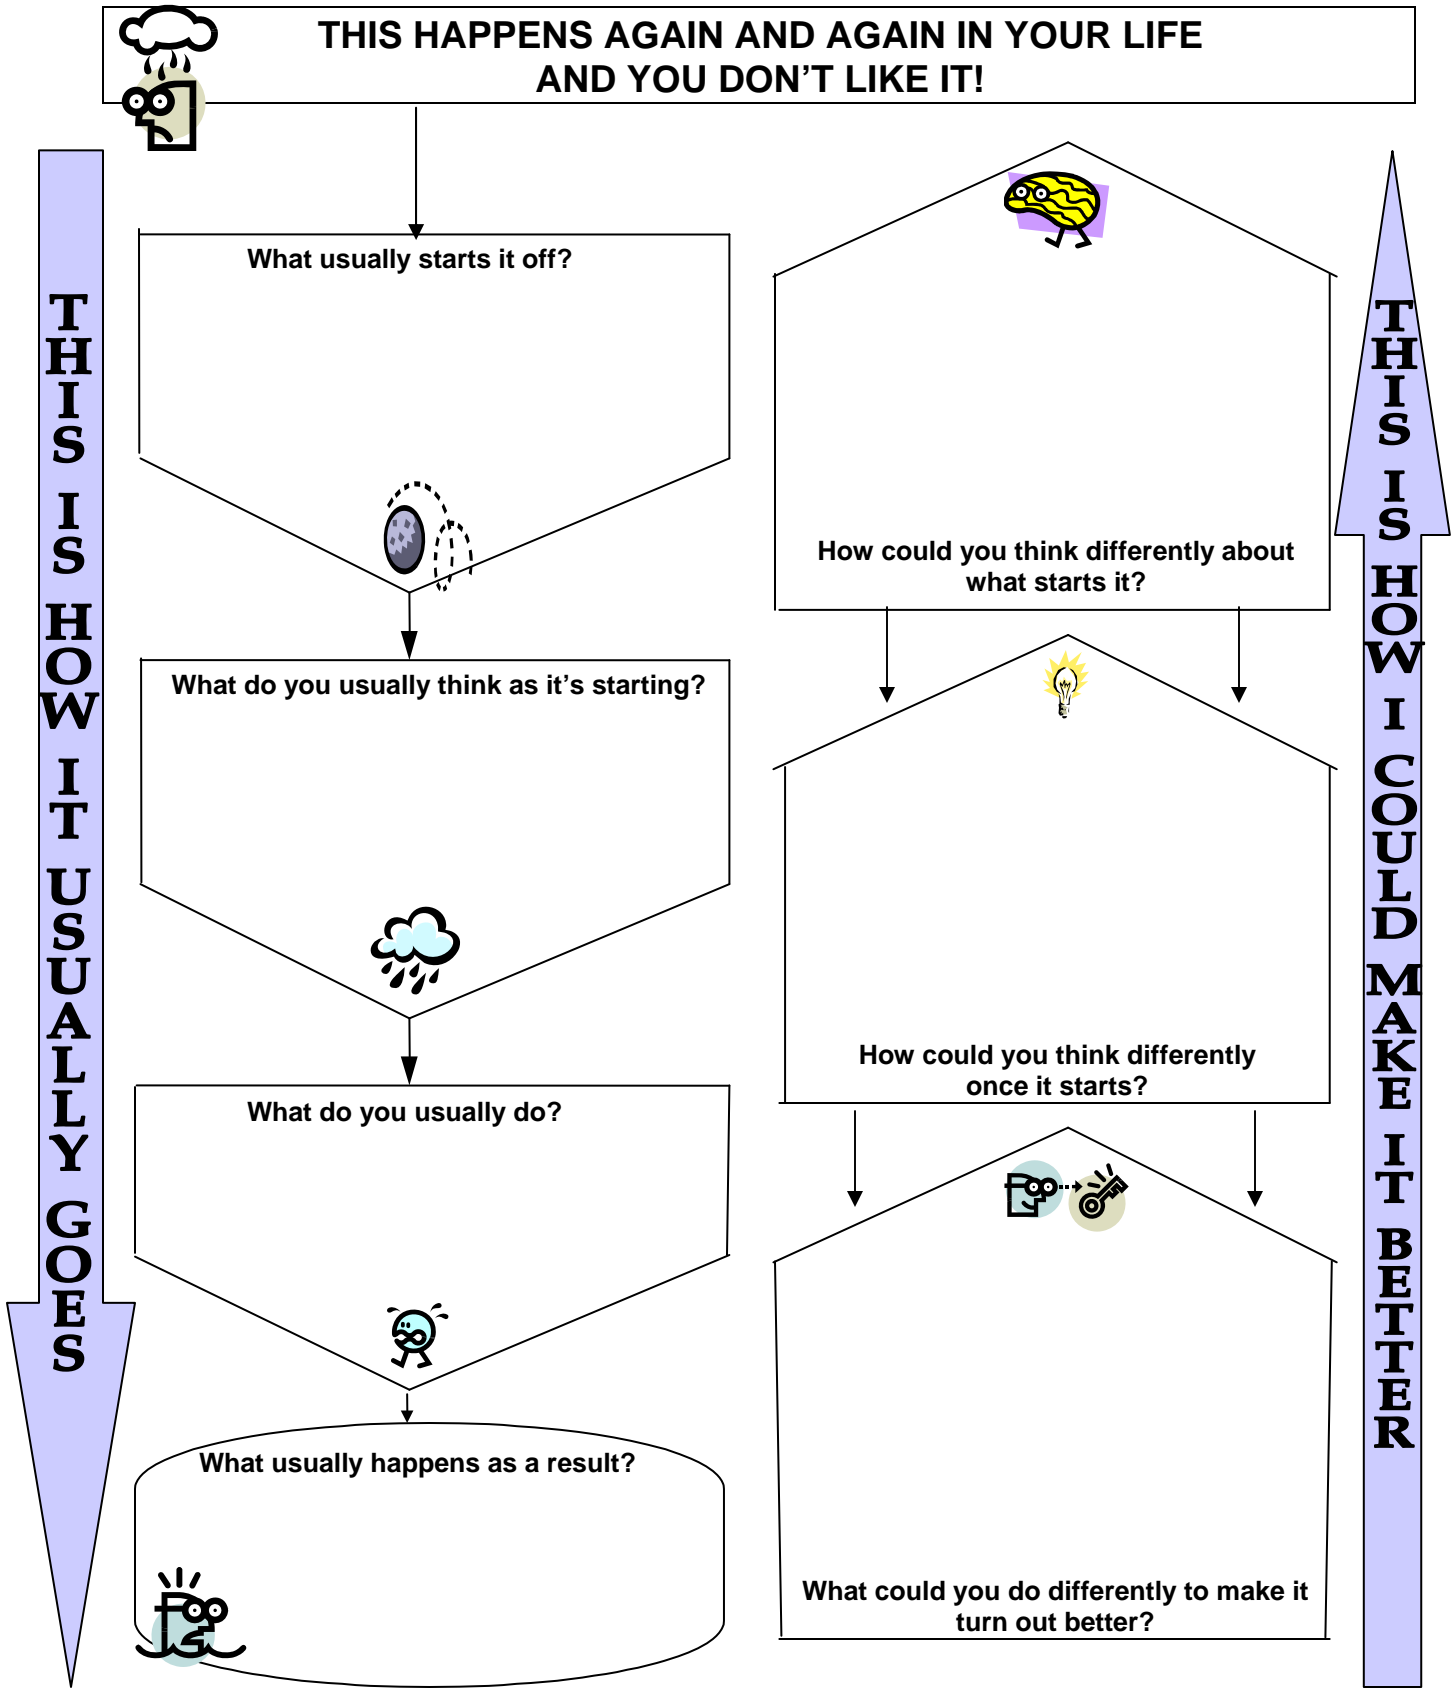 THIS HAPPENS AGAIN AND AGAIN IN YOUR LIFE
AND YOU DON'T LIKE IT!
THIS IS HOW IT USUALLY GOES
What usually starts it off?
What do you usually think as it's starting?
What do you usually do?
What usually happens as a result?
How could you think differently about
what starts it?
How could you think differently
once it starts?
What could you do differently to make it
turn out better?
THIS IS HOW I COULD MAKE IT BETTER